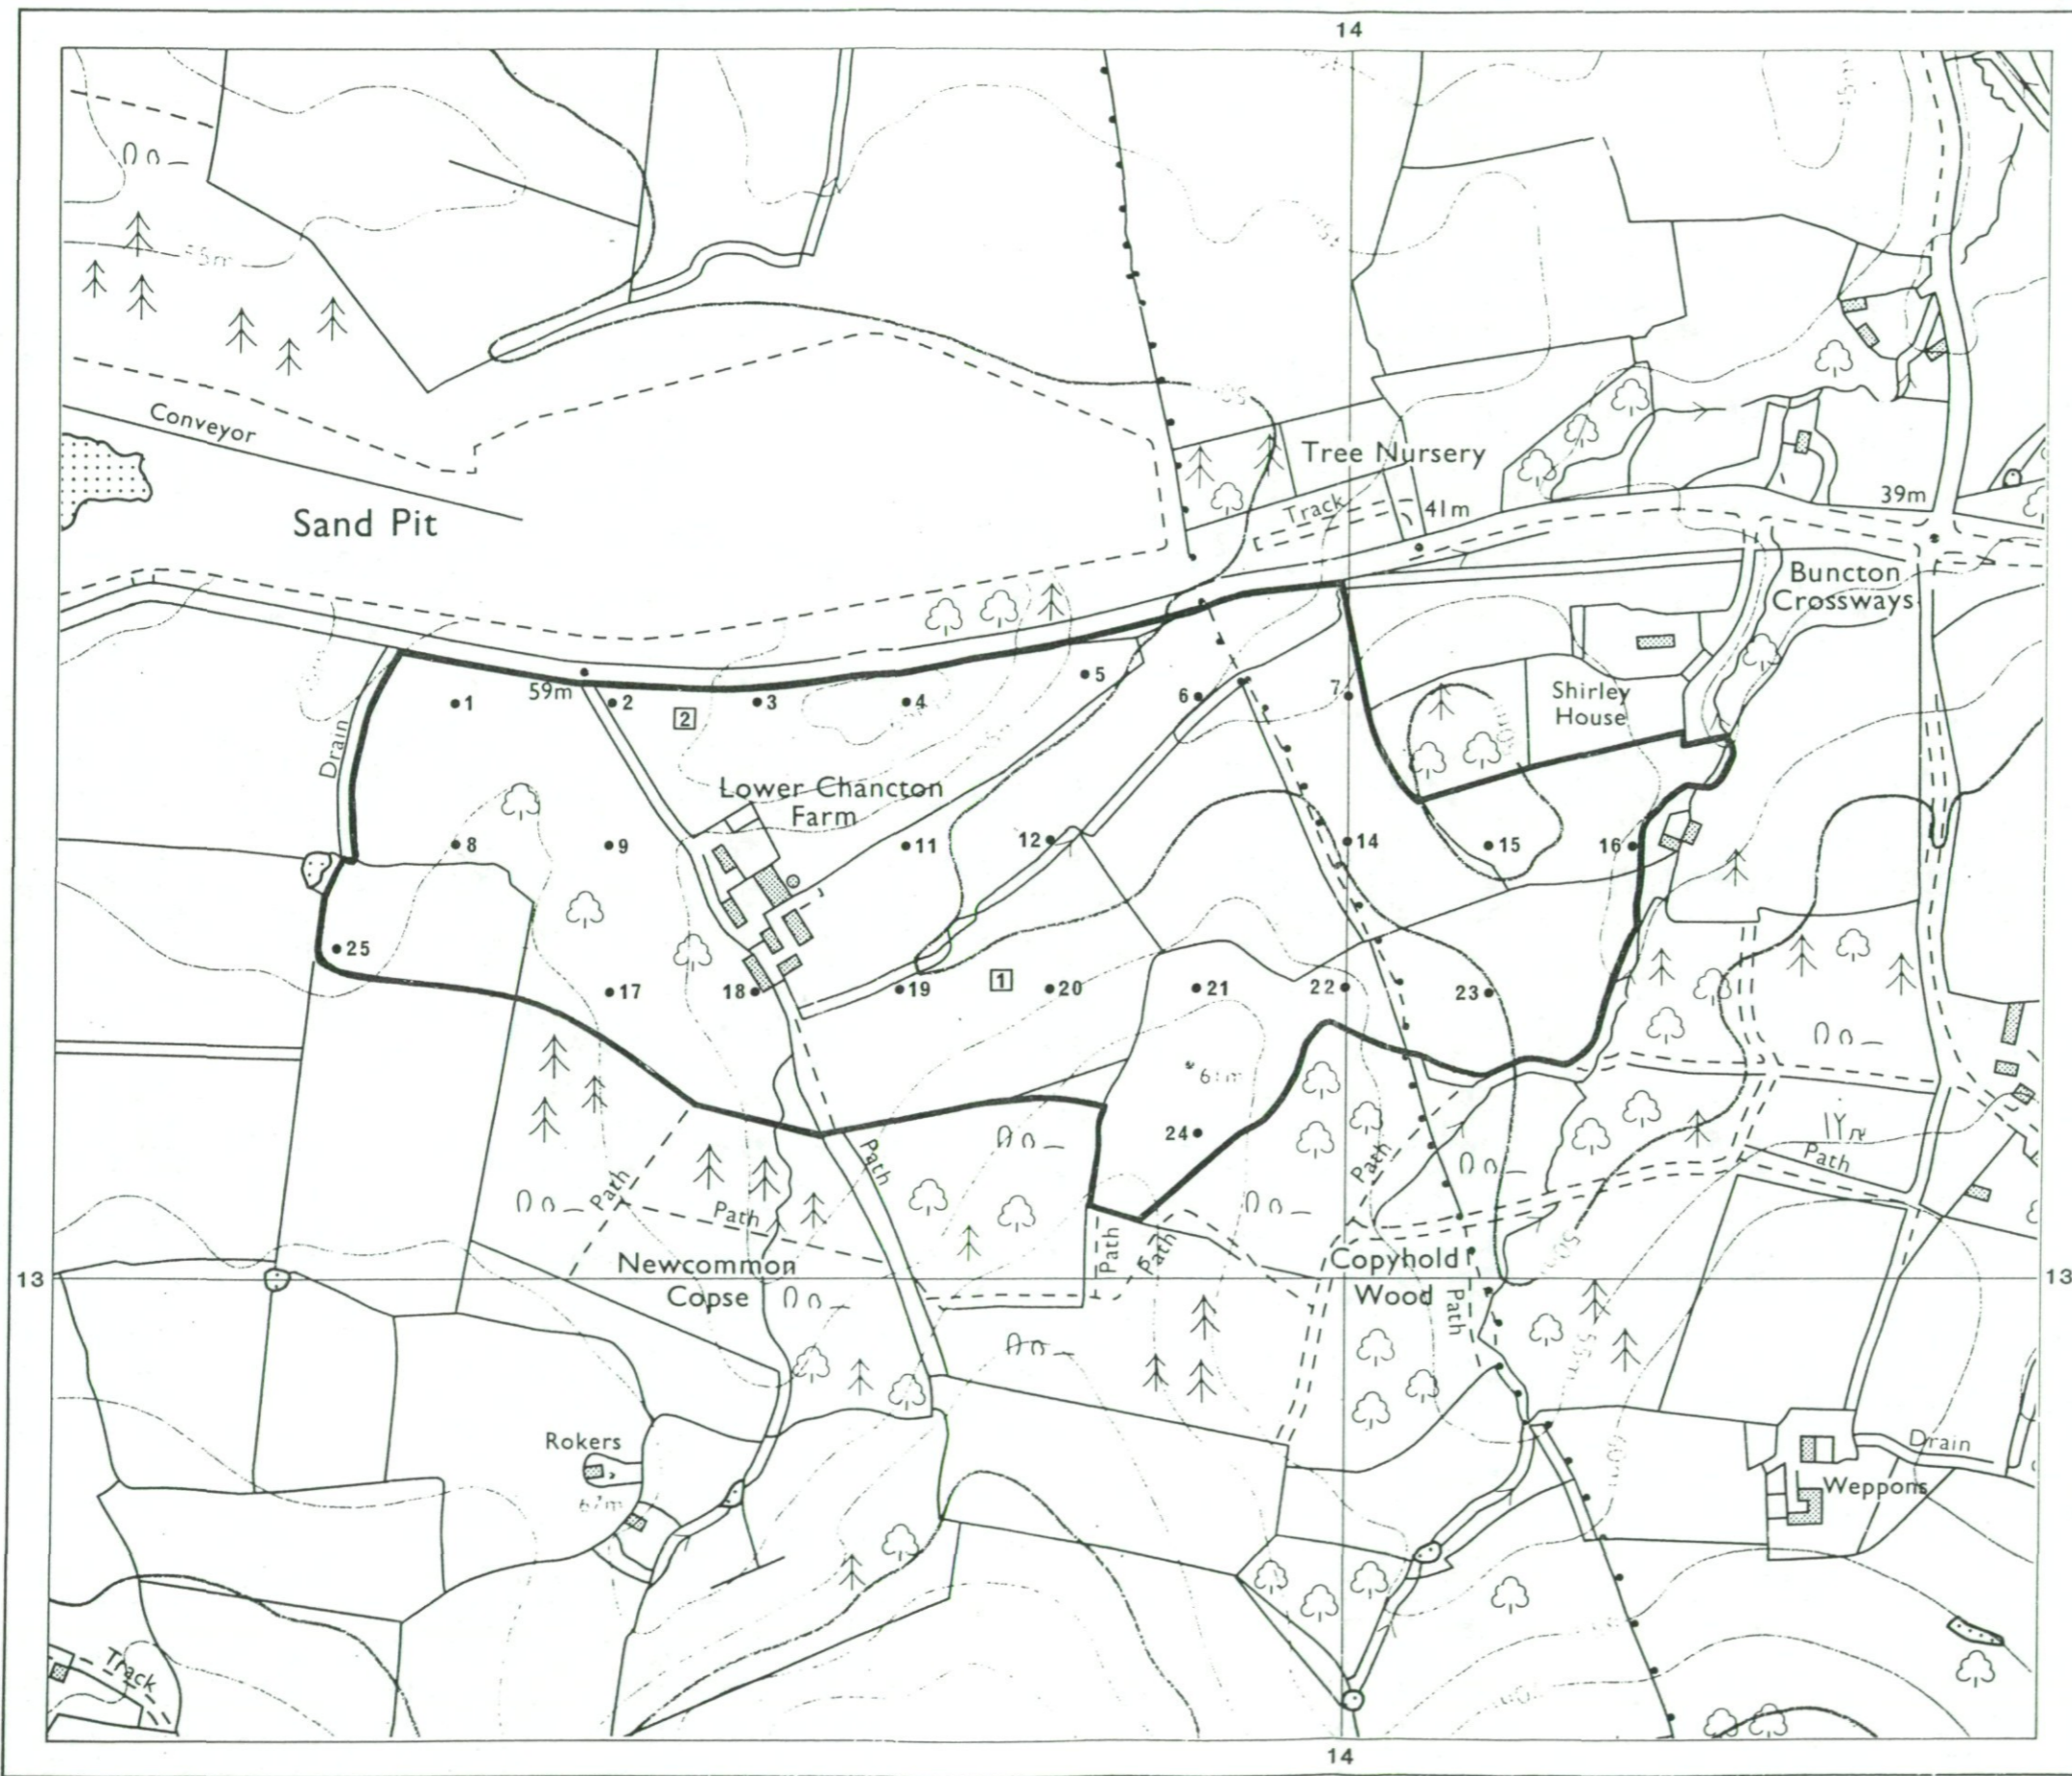 14
Conveyor
Sand Pit
Tree Nursery
Track
41m
39m
Buncton
Crossways
59m
1
2
2
3
4
5
6
7
Shirley
House
Drain
Lower Chancton
Farm
8
9
11
12
14
15
16
25
17
18
19
1
20
21
22
23
61m
24
Path
Path
Path
Path
Path
Path
Path
Newcommon
Copse
Copyhold
Wood
Path
13
13
Rokers
67m
Drain
Weppons
Track
14